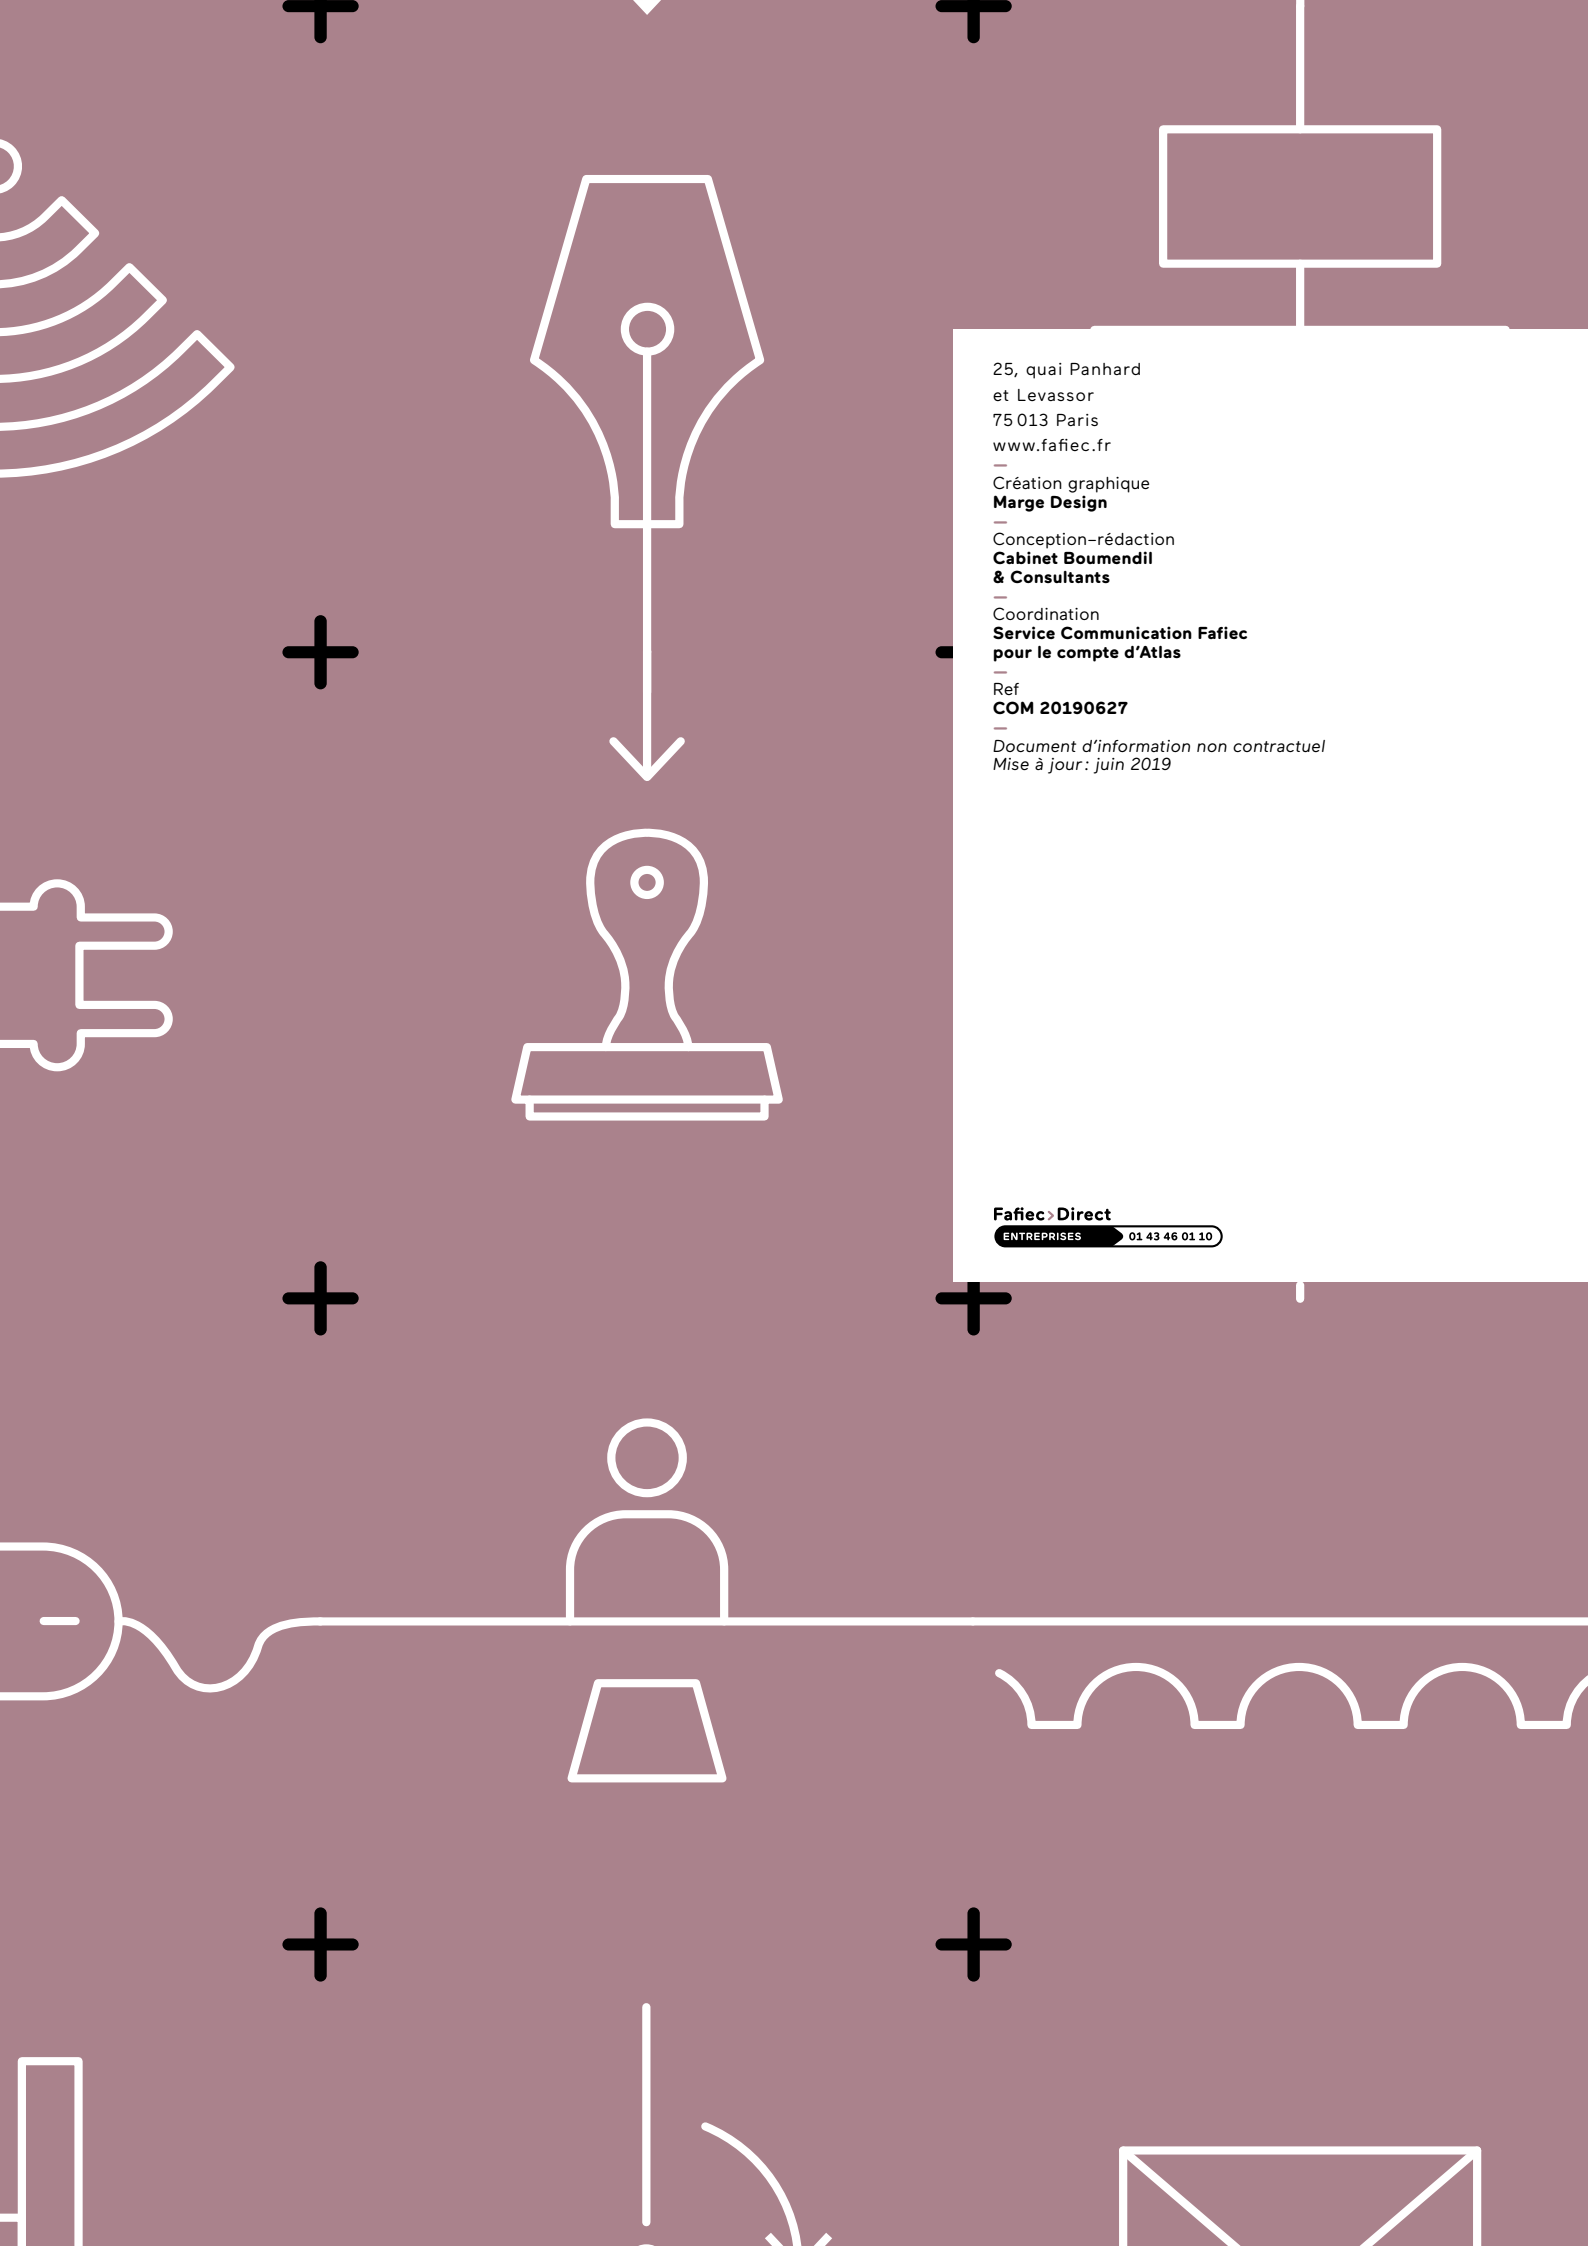 25, quai Panhard
et Levassor
75 013 Paris
www.fafiec.fr
—
Création graphique
Marge Design
—
Conception–rédaction
Cabinet Boumendil
& Consultants
—
Coordination
Service Communication Fafiec
pour le compte d’Atlas
—
Ref
COM 20190627
—
Document d’information non contractuel
Mise à jour : juin 2019
Fafiec>Direct
ENTREPRISES 01 43 46 01 10